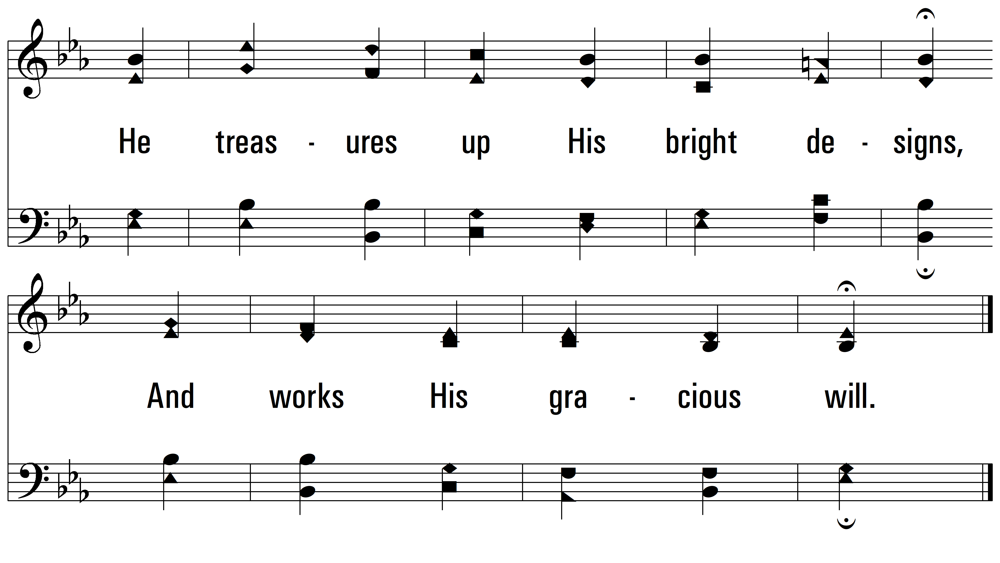 He treas - ures up His bright de - signs,
And works His gra - cious will.